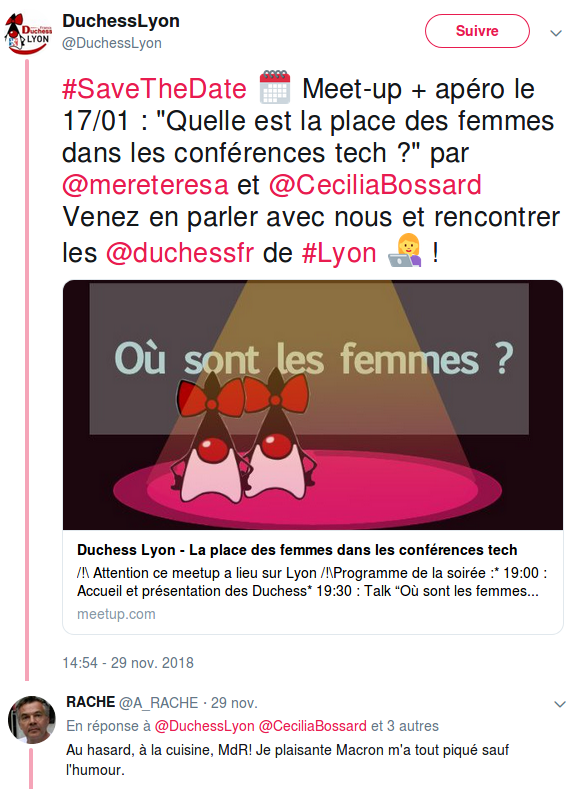 DuchessLyon
@DuchessLyon
Suivre
#SaveTheDate Meet-up + apéro le
17/01 : "Quelle est la place des femmes
dans les conférences tech ?" par
@mereteresa et @CeciliaBossard
Venez en parler avec nous et rencontrer
les @duchessfr de #Lyon !
Où sont les femmes ?
Duchess Lyon - La place des femmes dans les conférences tech
/!\ Attention ce meetup a lieu sur Lyon /!\Programme de la soirée :* 19:00 :
Accueil et présentation des Duchess* 19:30 : Talk “Où sont les femmes...
meetup.com
14:54 - 29 nov. 2018
RACHE @A_RACHE · 29 nov.
En réponse à @DuchessLyon @CeciliaBossard et 3 autres
Au hasard, à la cuisine, MdR! Je plaisante Macron m'a tout piqué sauf
l'humour.